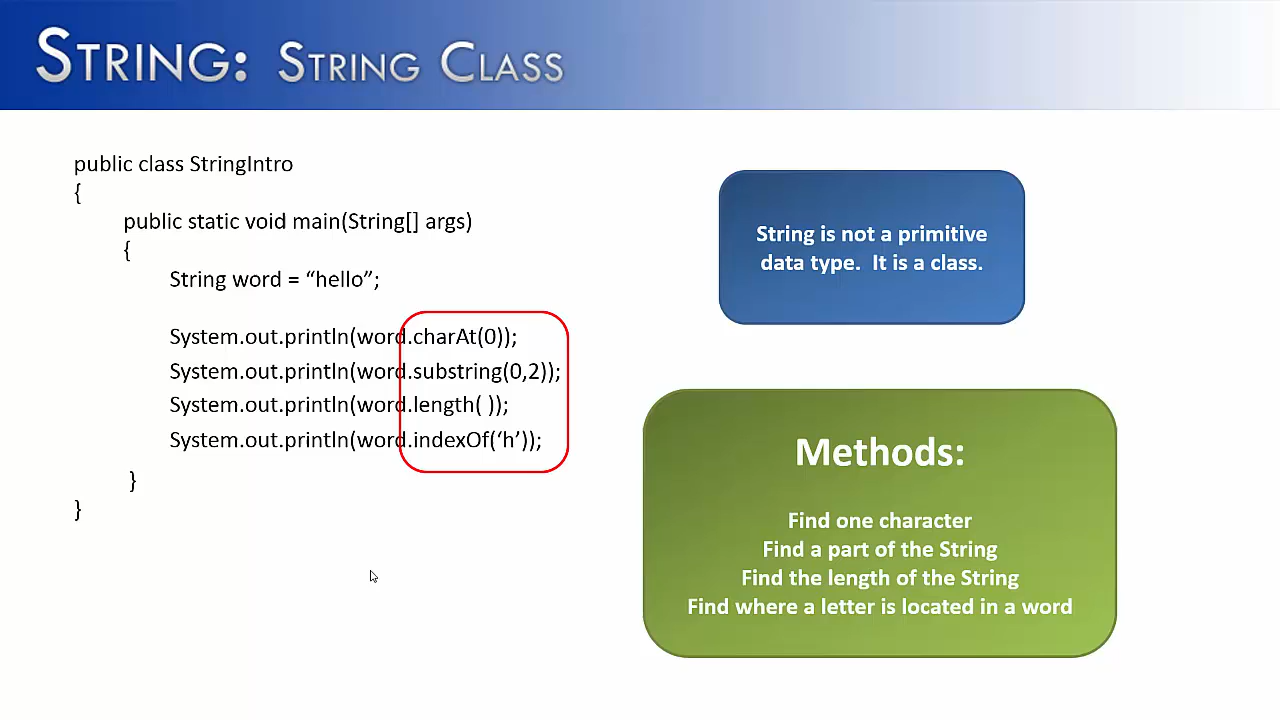 STRING: STRING CLASS
public class StringIntro
{
public static void main(String[] args)
{
String word = “hello”;
System.out.println(word.charAt(0));
System.out.println(word.substring(0,2));
System.out.println(word.length( ));
System.out.println(word.indexOf(‘h’));
}
}
String is not a primitive
data type.  It is a class.
Methods:
Find one character
Find a part of the String
Find the length of the String
Find where a letter is located in a word